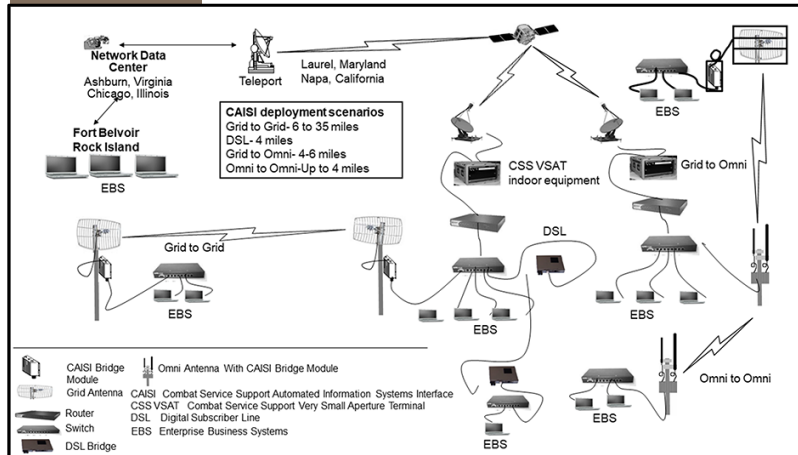 Network Data
Center
Ashburn, Virginia
Chicago, Illinois
Teleport
Laurel, Maryland
Napa, California
EBS
Fort Belvoir
Rock Island
EBS
CAISI deployment scenarios
Grid to Grid- 6 to 35 miles
DSL- 4 miles
Grid to Omni- 4-6 miles
Omni to Omni-Up to 4 miles
CSS VSAT
indoor equipment
Grid to Omni
Grid to Grid
EBS
DSL
EBS
EBS
Omni to Omni
EBS
EBS
CAISI Bridge
Module
Omni Antenna With CAISI Bridge Module
Grid Antenna
CAISI Combat Service Support Automated Information Systems Interface
Router
CSS VSAT Combat Service Support Very Small Aperture Terminal
DSL Digital Subscriber Line
Switch
EBS Enterprise Business Systems
DSL Bridge